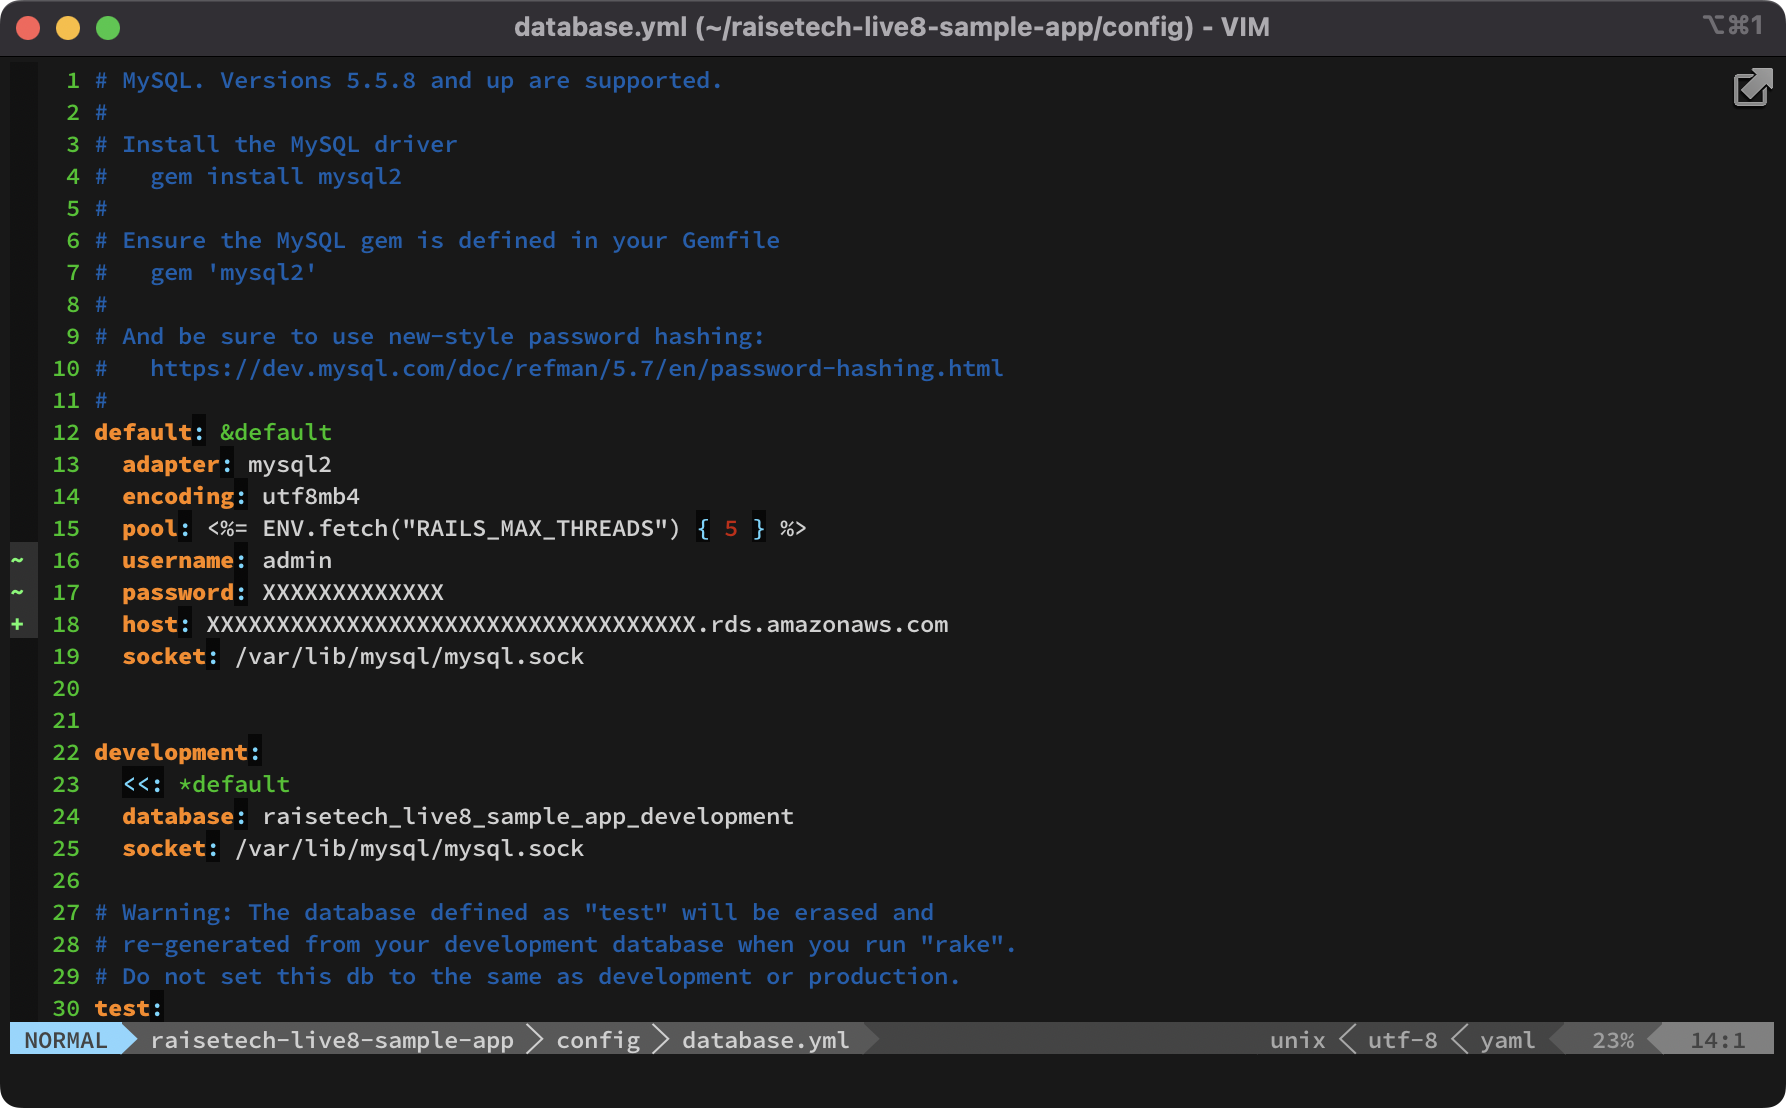 database.yml (~/raisetech-live8-sample-app/config) - VIM
⌥⌘1
1 # MySQL. Versions 5.5.8 and up are supported.
2 #
3 # Install the MySQL driver
4 #   gem install mysql2
5 #
6 # Ensure the MySQL gem is defined in your Gemfile
7 #   gem 'mysql2'
8 #
9 # And be sure to use new-style password hashing:
10 #   https://dev.mysql.com/doc/refman/5.7/en/password-hashing.html
11 #
12 default: &default
13   adapter: mysql2
14   encoding: utf8mb4
15   pool: <%= ENV.fetch("RAILS_MAX_THREADS") { 5 } %>
~ 16   username: admin
~ 17   password: XXXXXXXXXXXXX
+ 18   host: XXXXXXXXXXXXXXXXXXXXXXXXXXXXXXXXXXX.rds.amazonaws.com
19   socket: /var/lib/mysql/mysql.sock
20
21
22 development:
23   <<: *default
24   database: raisetech_live8_sample_app_development
25   socket: /var/lib/mysql/mysql.sock
26
27 # Warning: The database defined as "test" will be erased and
28 # re-generated from your development database when you run "rake".
29 # Do not set this db to the same as development or production.
30 test:
NORMAL raisetech-live8-sample-app config database.yml unix utf-8 yaml 23% 14:1